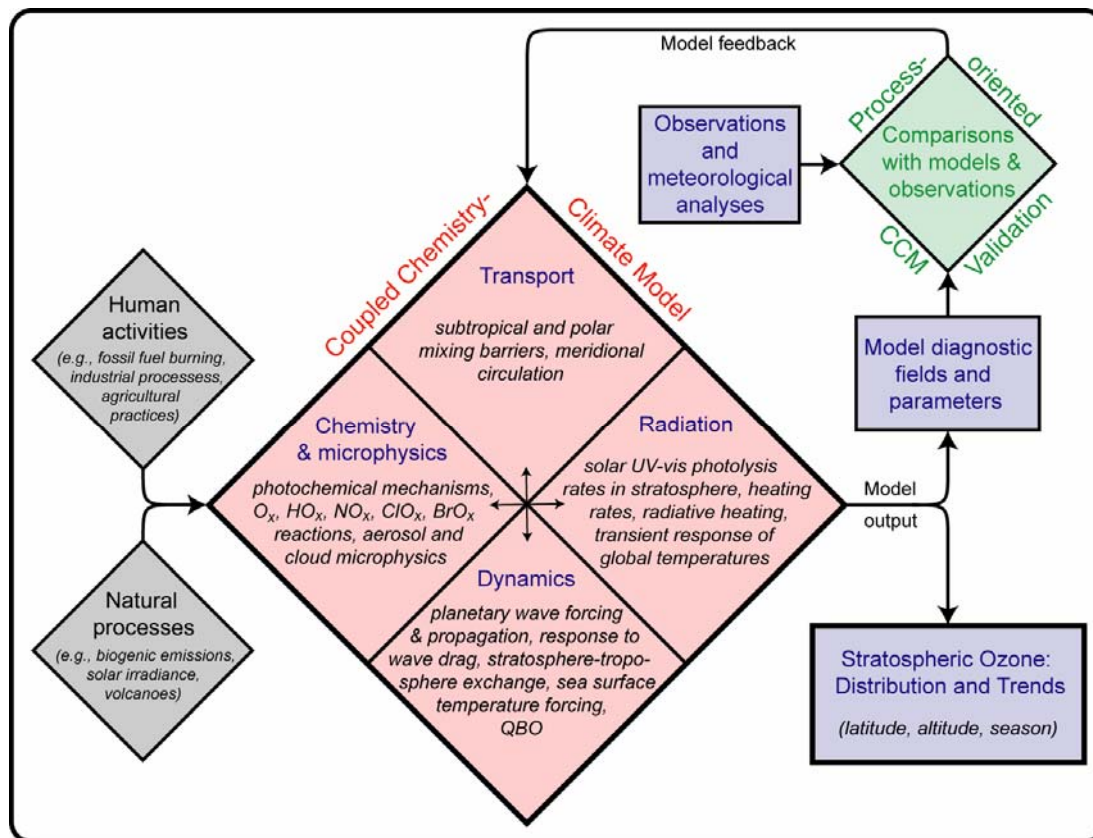 Model feedback
Process-
oriented
CCM
Validation
Comparisons
with models &
observations
Observations
and
meteorological
analyses
Coupled Chemistry-
Climate Model
Transport
subtropical and polar
mixing barriers, meridional
circulation
Human
activities
(e.g., fossil fuel burning,
industrial processess,
agricultural
practices)
Chemistry
& microphysics
photochemical mechanisms,
Oₓ, HOₓ, NOₓ, ClOₓ, BrOₓ
reactions, aerosol and
cloud microphysics
Radiation
solar UV-vis photolysis
rates in stratosphere, heating
rates, radiative heating,
transient response of
global temperatures
Model diagnostic
fields and
parameters
Model
output
Natural
processes
(e.g., biogenic emissions,
solar irradiance,
volcanoes)
Dynamics
planetary wave forcing
& propagation, response to
wave drag, stratosphere-tropo-
sphere exchange, sea surface
temperature forcing,
QBO
Stratospheric Ozone:
Distribution and Trends
(latitude, altitude, season)